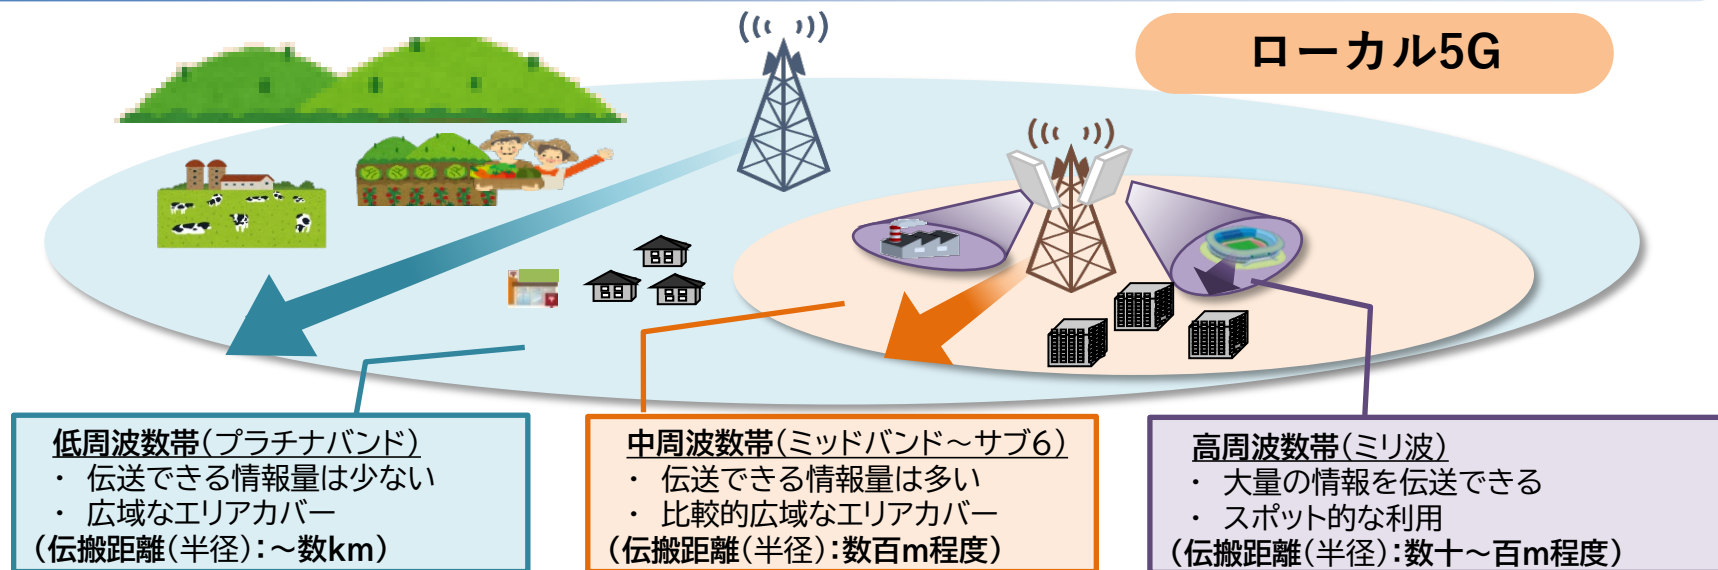 ローカル5G
低周波数帯(プラチナバンド)
・ 伝送できる情報量は少ない
・ 広域なエリアカバー
(伝搬距離(半径):～数km)
中周波数帯(ミッドバンド～サブ6)
・ 伝送できる情報量は多い
・ 比較的広域なエリアカバー
(伝搬距離(半径):数百m程度)
高周波数帯(ミリ波)
・ 大量の情報を伝送できる
・ スポット的な利用
(伝搬距離(半径):数十～百m程度)